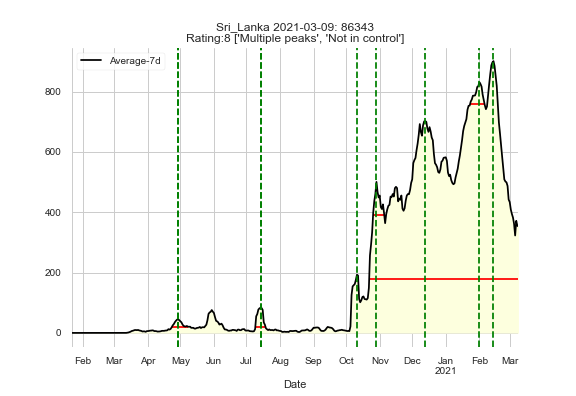 Sri_Lanka 2021-03-09: 86343
Rating:8 ['Multiple peaks', 'Not in control']
Average-7d
800
600
400
200
0
Feb Mar Apr May Jun Jul Aug Sep Oct Nov Dec Jan Feb Mar
2021
Date